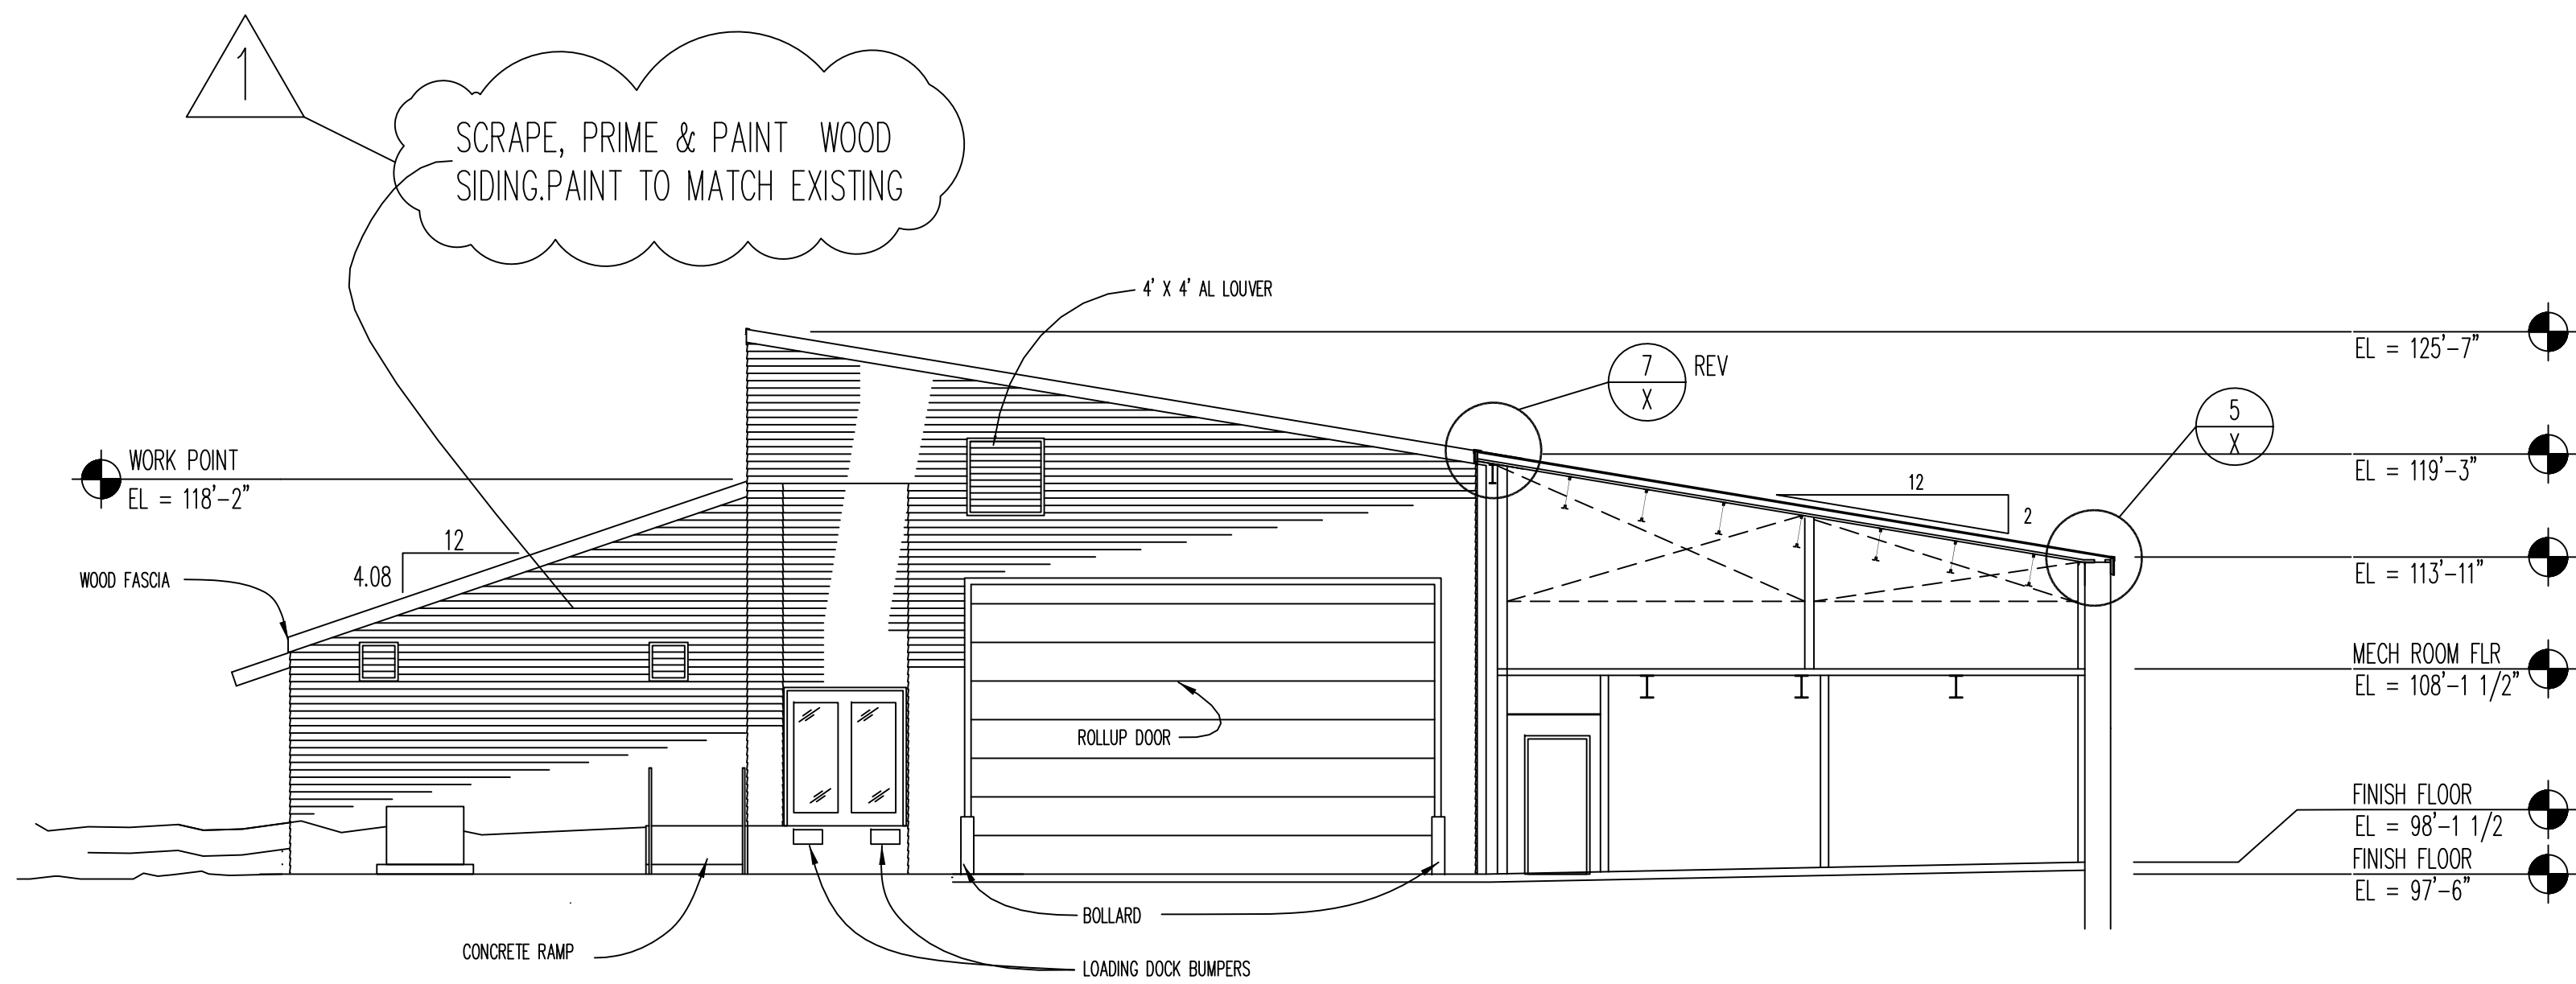 1
SCRAPE, PRIME & PAINT WOOD
SIDING.PAINT TO MATCH EXISTING
4' X 4' AL LOUVER
7
X
REV
EL = 125'-7"
5
X
WORK POINT
EL = 118'-2"
EL = 119'-3"
12
2
12
4.08
WOOD FASCIA
EL = 113'-11"
MECH ROOM FLR
EL = 108'-1 1/2"
ROLLUP DOOR
FINISH FLOOR
EL = 98'-1 1/2
FINISH FLOOR
EL = 97'-6"
BOLLARD
CONCRETE RAMP
LOADING DOCK BUMPERS